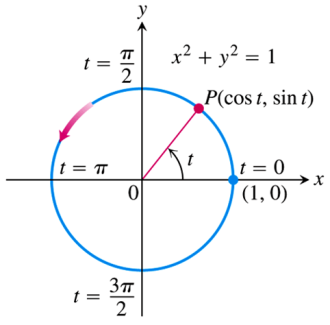 y
t = π/2
x² + y² = 1
P(cos t, sin t)
t
t = π
t = 0
x
0
(1, 0)
t = 3π/2